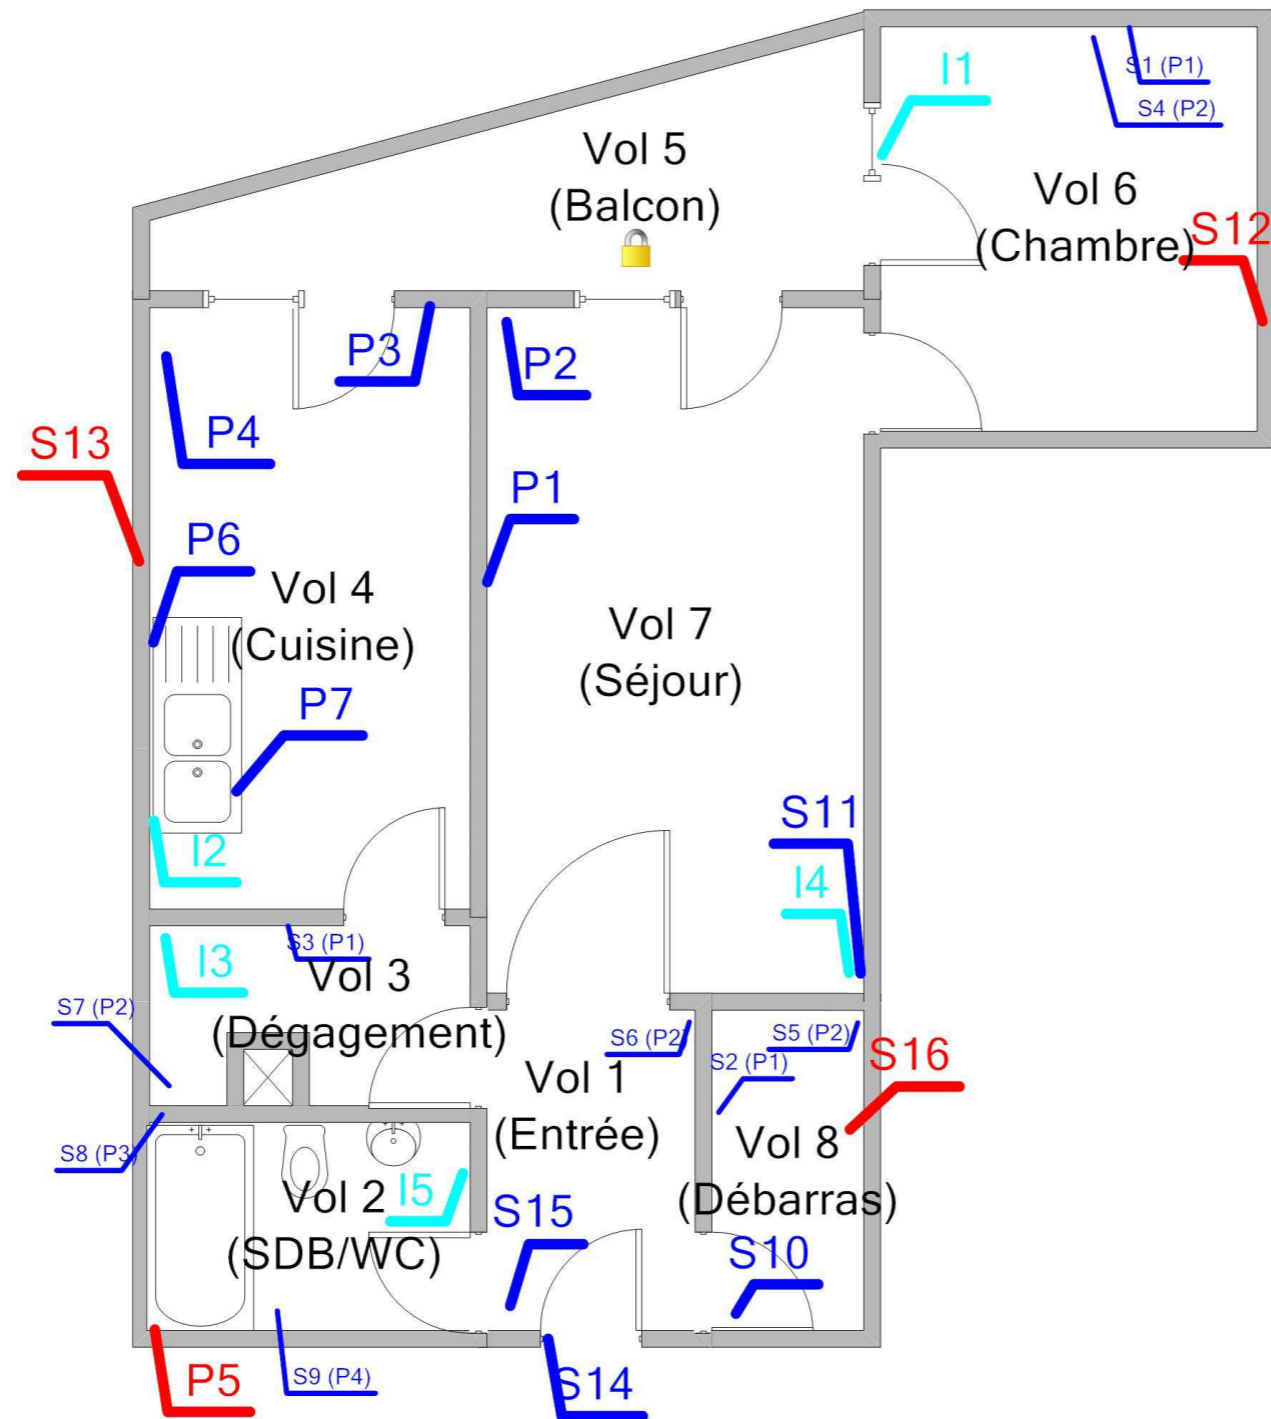 I1
S1 (P1)
S4 (P2)
Vol 5
(Balcon)
Vol 6
(Chambre)
S12
P3
P2
P4
S13
P1
P6
Vol 4
(Cuisine)
Vol 7
(Séjour)
P7
S11
I2
I4
S3 (P1)
I3
Vol 3
(Dégagement)
S7 (P2)
S6 (P2)
S5 (P2)
S2 (P1)
S16
Vol 1
(Entrée)
S8 (P3)
Vol 8
(Débarras)
Vol 2
(SDB/WC)
I5
S15
S10
P5
S9 (P4)
S14